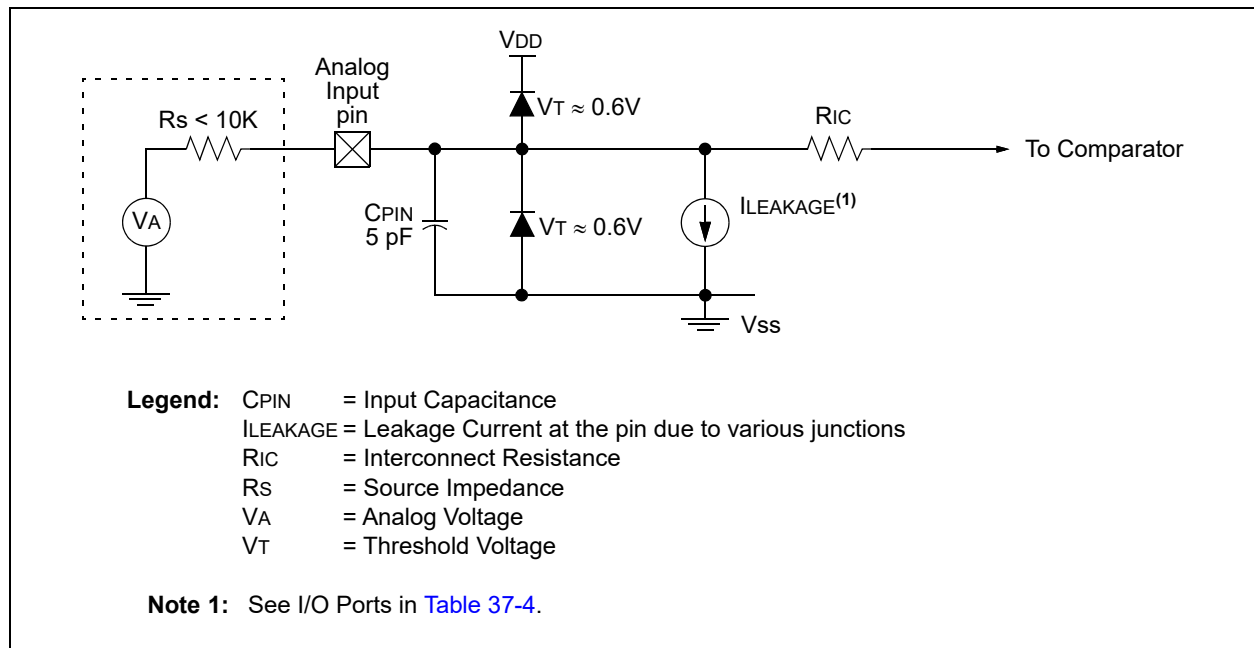 VDD
Analog
Input
pin
Rs < 10K
VT ≈ 0.6V
RIC
To Comparator
VA
CPIN
5 pF
VT ≈ 0.6V
ILEAKAGE(1)
Vss
Legend: CPIN = Input Capacitance
ILEAKAGE = Leakage Current at the pin due to various junctions
RIC = Interconnect Resistance
RS = Source Impedance
VA = Analog Voltage
VT = Threshold Voltage
Note 1: See I/O Ports in Table 37-4.